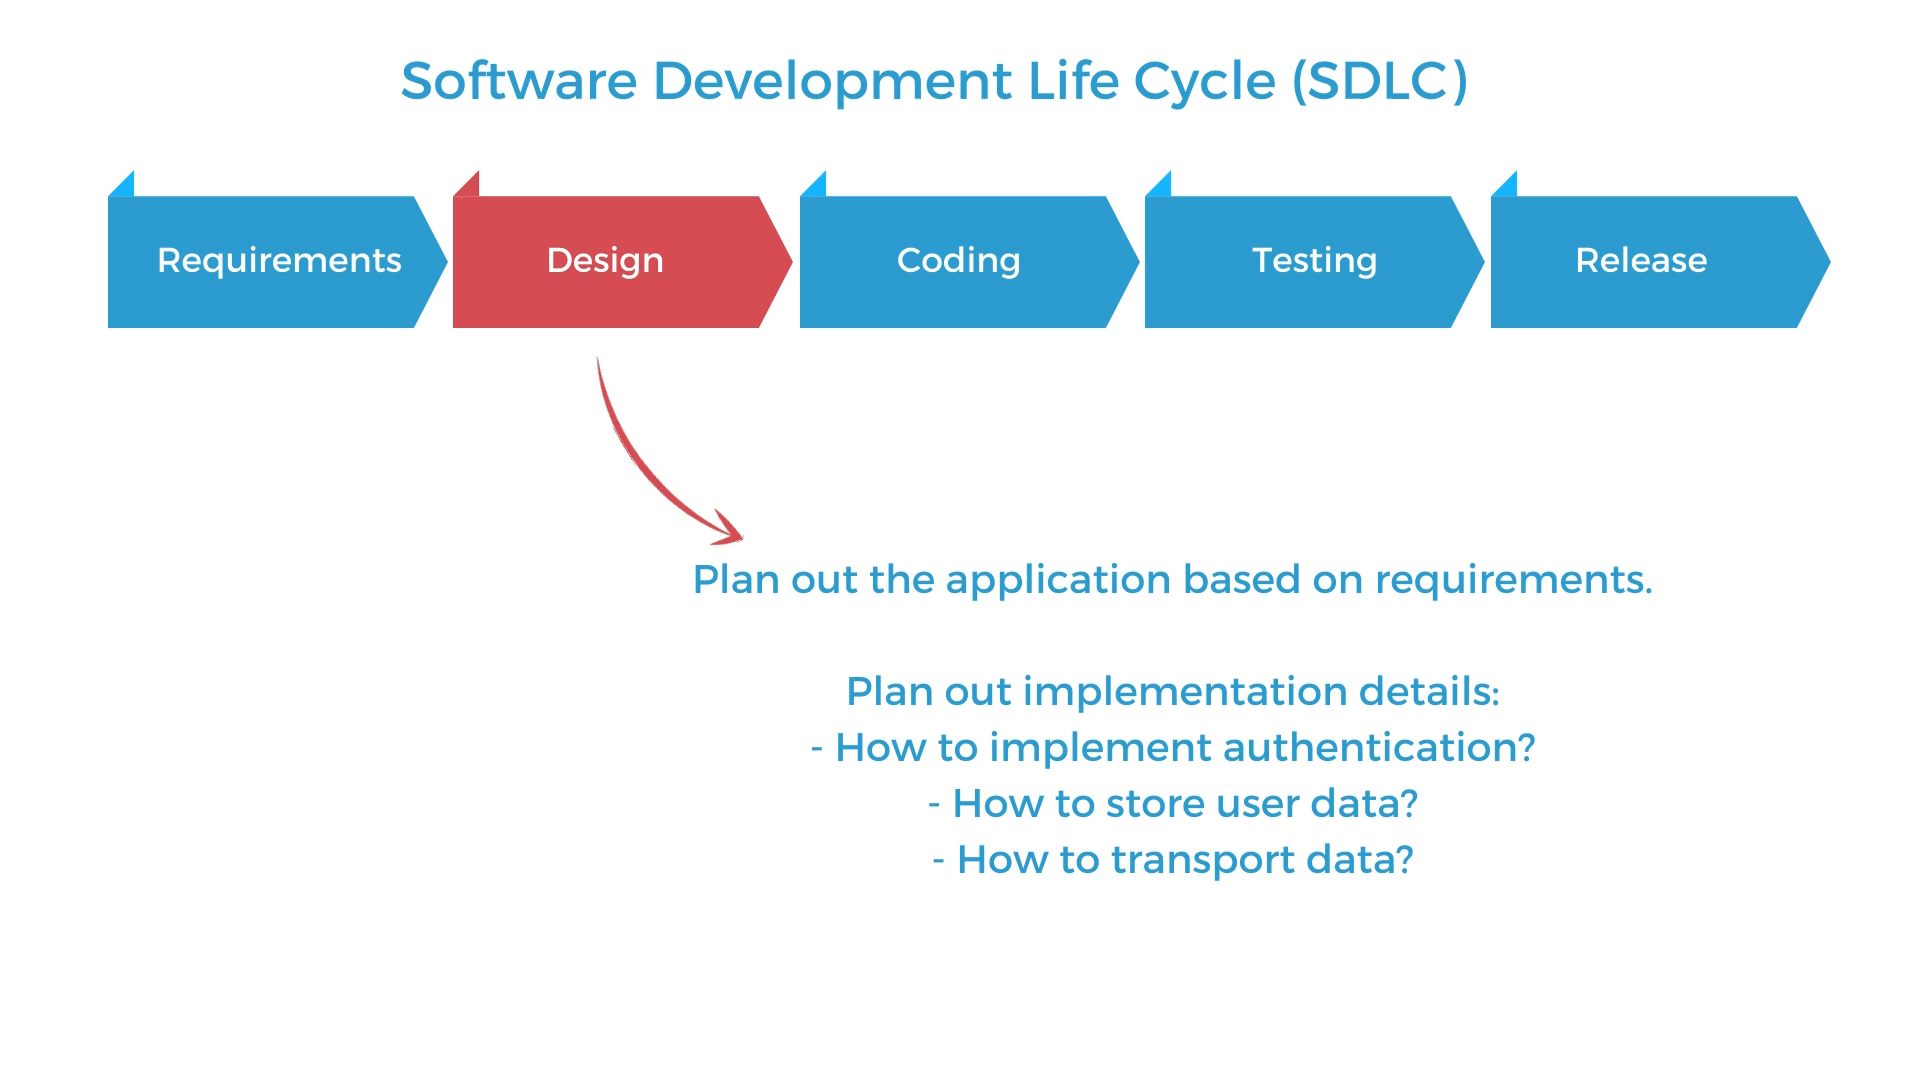 Software Development Life Cycle (SDLC)
Requirements
Design
Coding
Testing
Release
Plan out the application based on requirements.
Plan out implementation details:
- How to implement authentication?
- How to store user data?
- How to transport data?